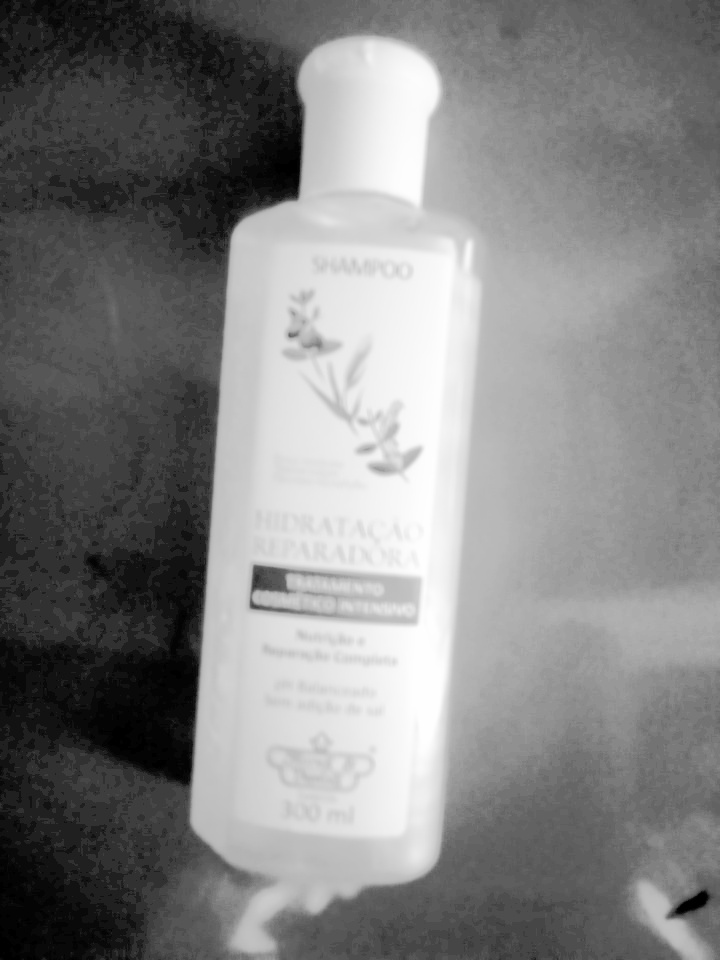 SHAMPOO
HIDRATAÇÃO
REPARADORA
TRATAMENTO
COSMÉTICO INTENSIVO
Nutrição e
Reparação Completa
pH Balanceado
Sem adição de sal
300 ml